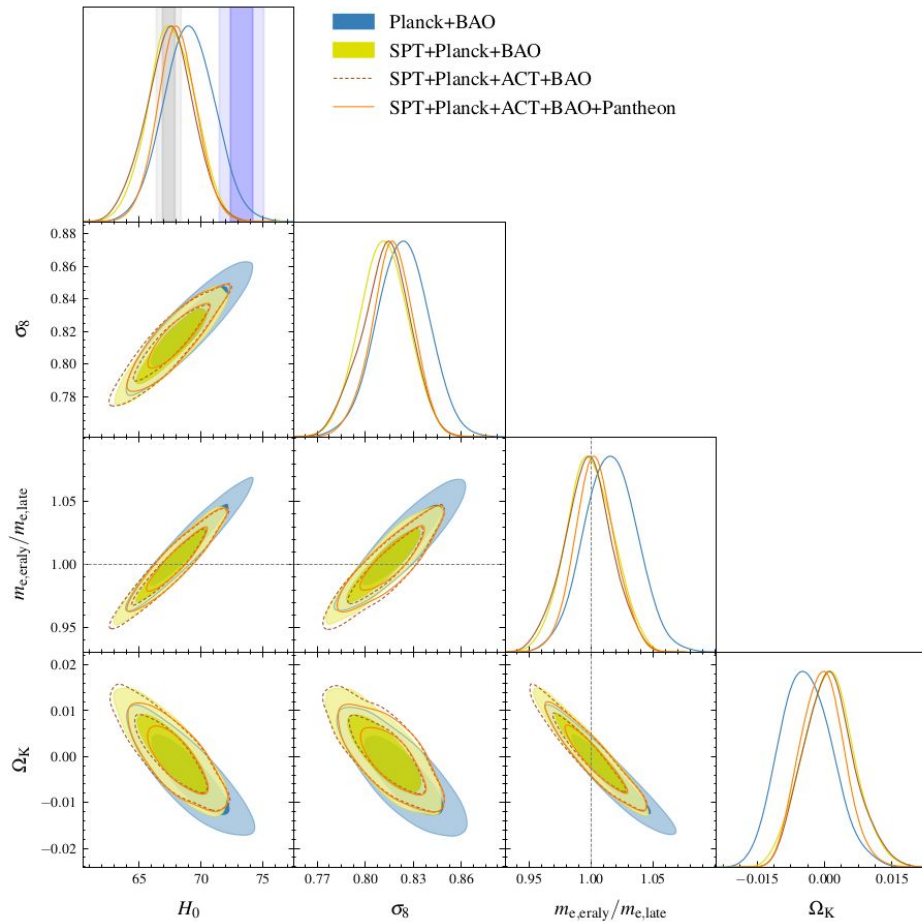 Planck+BAO
SPT+Planck+BAO
SPT+Planck+ACT+BAO
SPT+Planck+ACT+BAO+Pantheon
0.88
0.86
0.84
0.82
0.80
0.78
σ8
1.05
1.00
0.95
m_e,eraly/m_e,late
0.02
0.01
0.00
−0.01
−0.02
Ω_K
65 70 75
0.77 0.80 0.83 0.86
0.95 1.00 1.05
−0.015 0.000 0.015
H_0
σ_8
m_e,eraly/m_e,late
Ω_K